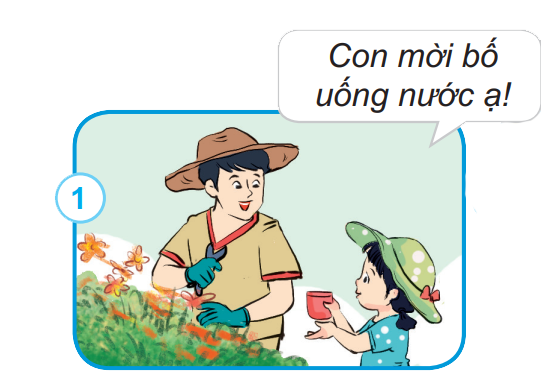 Con mời bố
uống nước ạ!
1